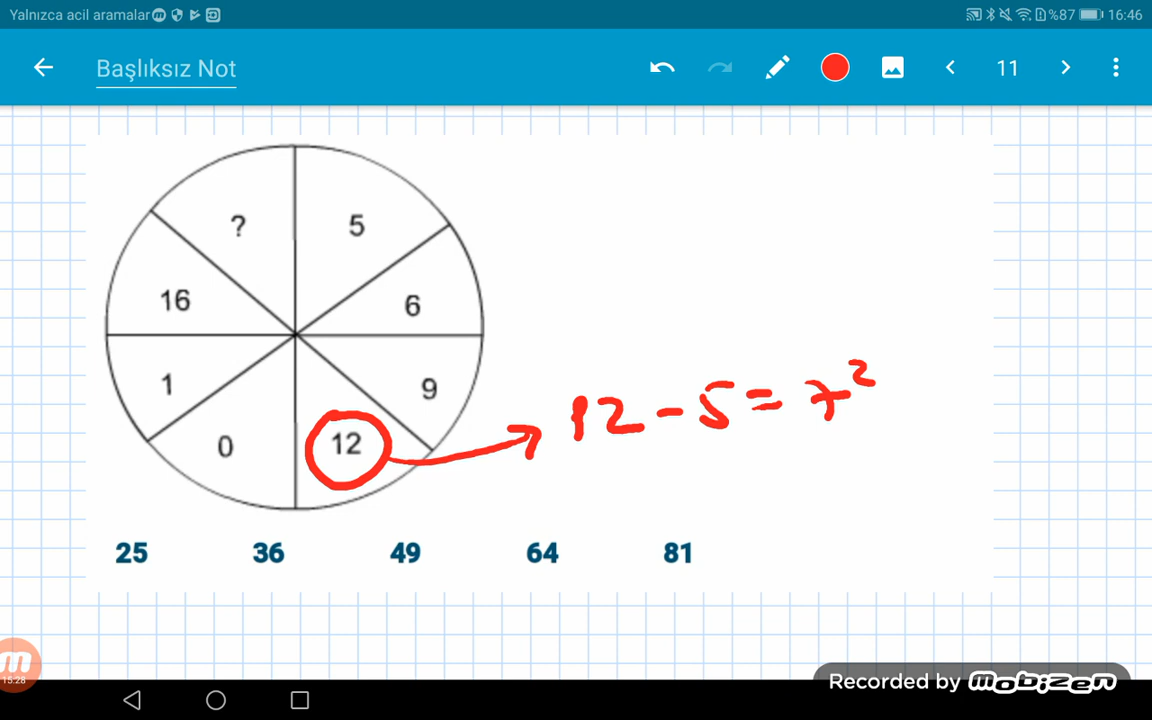 Yalnızca acil aramalar %87 16:46
Başlıksız Not 11
? 5
16 6
1 9
0 12
12-5=7²
25 36 49 64 81
15:28
Recorded by mobizen